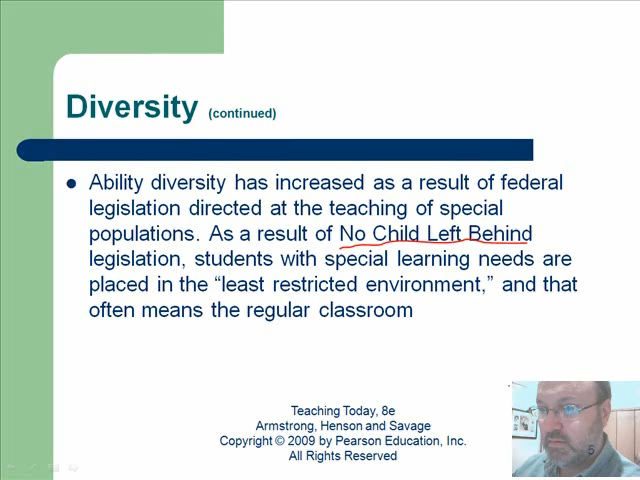 Diversity (continued)
Ability diversity has increased as a result of federal
legislation directed at the teaching of special
populations. As a result of No Child Left Behind
legislation, students with special learning needs are
placed in the “least restricted environment,” and that
often means the regular classroom
Teaching Today, 8e
Armstrong, Henson and Savage
Copyright © 2009 by Pearson Education, Inc.
All Rights Reserved
5